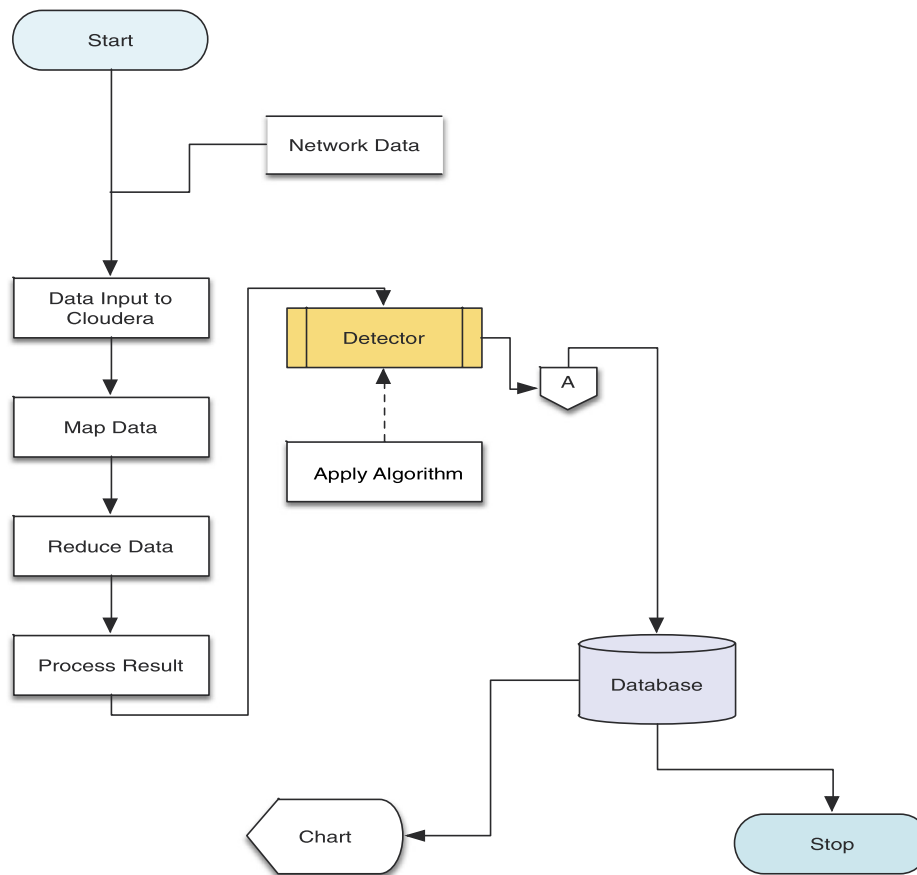 Start
Network Data
Data Input to
Cloudera
Detector
A
Map Data
Apply Algorithm
Reduce Data
Process Result
Database
Chart
Stop